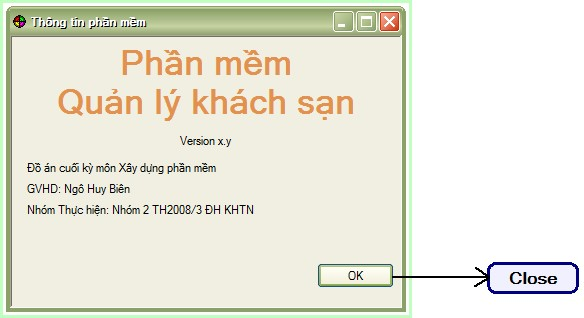 Thông tin phần mềm
Phần mềm
Quản lý khách sạn
Version x.y
Đồ án cuối kỳ môn Xây dựng phần mềm
GVHD: Ngô Huy Biên
Nhóm Thực hiện: Nhóm 2 TH2008/3 ĐH KHTN
OK
Close